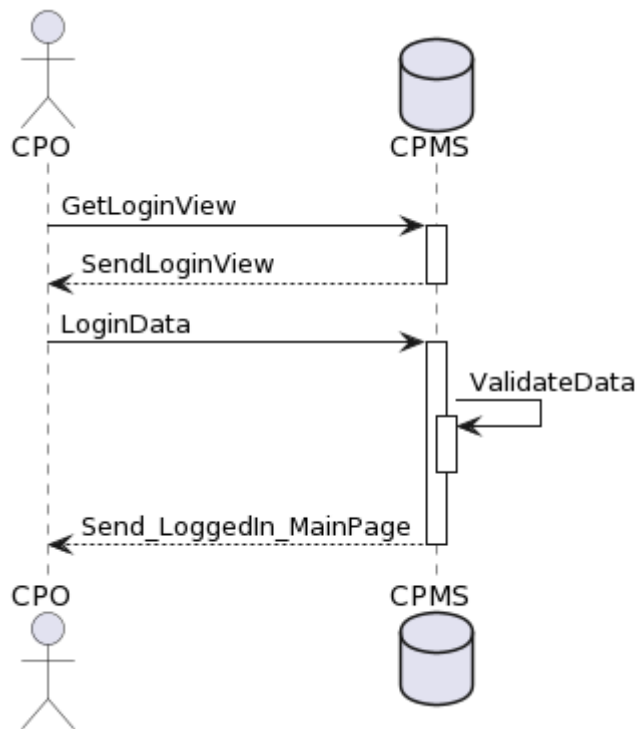 CPO CPMS
GetLoginView
SendLoginView
LoginData
ValidateData
Send_LoggedIn_MainPage
CPO CPMS